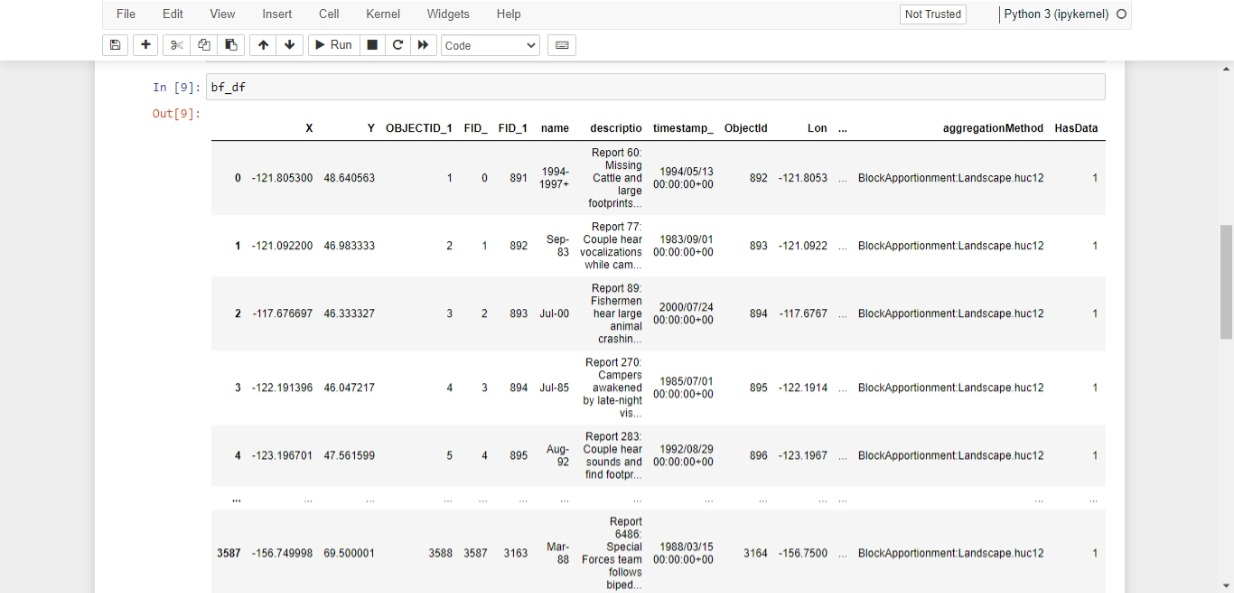 File Edit View Insert Cell Kernel Widgets Help Not Trusted Python 3 (ipykernel)
Run Code
In [9]: bf_df
Out[9]:
X Y OBJECTID_1 FID_ FID_1 name descriptio timestamp_ ObjectId Lon ... aggregationMethod HasData
0 -121.805300 48.640563 1 0 891 1994-1997+ Report 60: Missing Cattle and large footprints... 1994/05/13 00:00:00+00 892 -121.8053 ... BlockApportionment:Landscape.huc12 1
1 -121.092200 46.983333 2 1 892 Sep-83 Report 77: Couple hear vocalizations while cam... 1983/09/01 00:00:00+00 893 -121.0922 ... BlockApportionment:Landscape.huc12 1
2 -117.676697 46.333327 3 2 893 Jul-00 Report 89: Fishermen hear large animal crashin... 2000/07/24 00:00:00+00 894 -117.6767 ... BlockApportionment:Landscape.huc12 1
3 -122.191396 46.047217 4 3 894 Jul-85 Report 270: Campers awakened by late-night vis... 1985/07/01 00:00:00+00 895 -122.1914 ... BlockApportionment:Landscape.huc12 1
4 -123.196701 47.561599 5 4 895 Aug-92 Report 283: Couple hear sounds and find footpr... 1992/08/29 00:00:00+00 896 -123.1967 ... BlockApportionment:Landscape.huc12 1
... ... ... ... ... ... ... ... ... ... ... ... ... ...
3587 -156.749998 69.500001 3588 3587 3163 Mar-88 Report 6486: Special Forces team follows biped... 1988/03/15 00:00:00+00 3164 -156.7500 ... BlockApportionment:Landscape.huc12 1